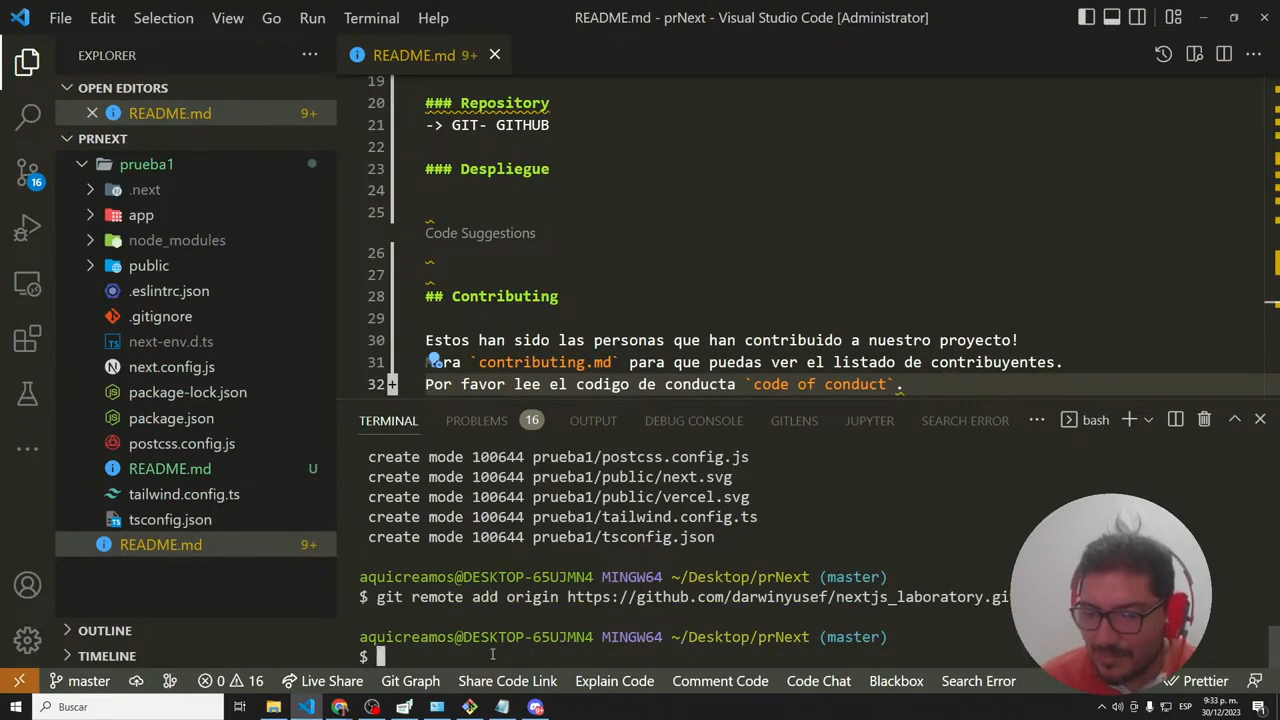 File Edit Selection View Go Run Terminal Help
README.md - prNext - Visual Studio Code [Administrator]
EXPLORER
OPEN EDITORS
README.md 9+
PRNEXT
prueba1
.next
app
node_modules
public
.eslintrc.json
.gitignore
next-env.d.ts
next.config.js
package-lock.json
package.json
postcss.config.js
README.md U
tailwind.config.ts
tsconfig.json
README.md 9+
OUTLINE
TIMELINE
16
README.md 9+
19
20 ### Repository
21 -> GIT- GITHUB
22
23 ### Despliegue
24
25
Code Suggestions
26
27
28 ## Contributing
29
30 Estos han sido las personas que han contribuido a nuestro proyecto!
31 ra `contributing.md` para que puedas ver el listado de contribuyentes.
32 Por favor lee el codigo de conducta `code of conduct`.
TERMINAL PROBLEMS 16 OUTPUT DEBUG CONSOLE GITLENS JUPYTER SEARCH ERROR bash
create mode 100644 prueba1/postcss.config.js
create mode 100644 prueba1/public/next.svg
create mode 100644 prueba1/public/vercel.svg
create mode 100644 prueba1/tailwind.config.ts
create mode 100644 prueba1/tsconfig.json
aquicreamos@DESKTOP-65UJMN4 MINGW64 ~/Desktop/prNext (master)
$ git remote add origin https://github.com/darwinyusef/nextjs_laboratory.git
aquicreamos@DESKTOP-65UJMN4 MINGW64 ~/Desktop/prNext (master)
$
master 0 16 Live Share Git Graph Share Code Link Explain Code Comment Code Code Chat Blackbox Search Error Prettier
Buscar
ESP
9:33 p. m.
30/12/2023
1